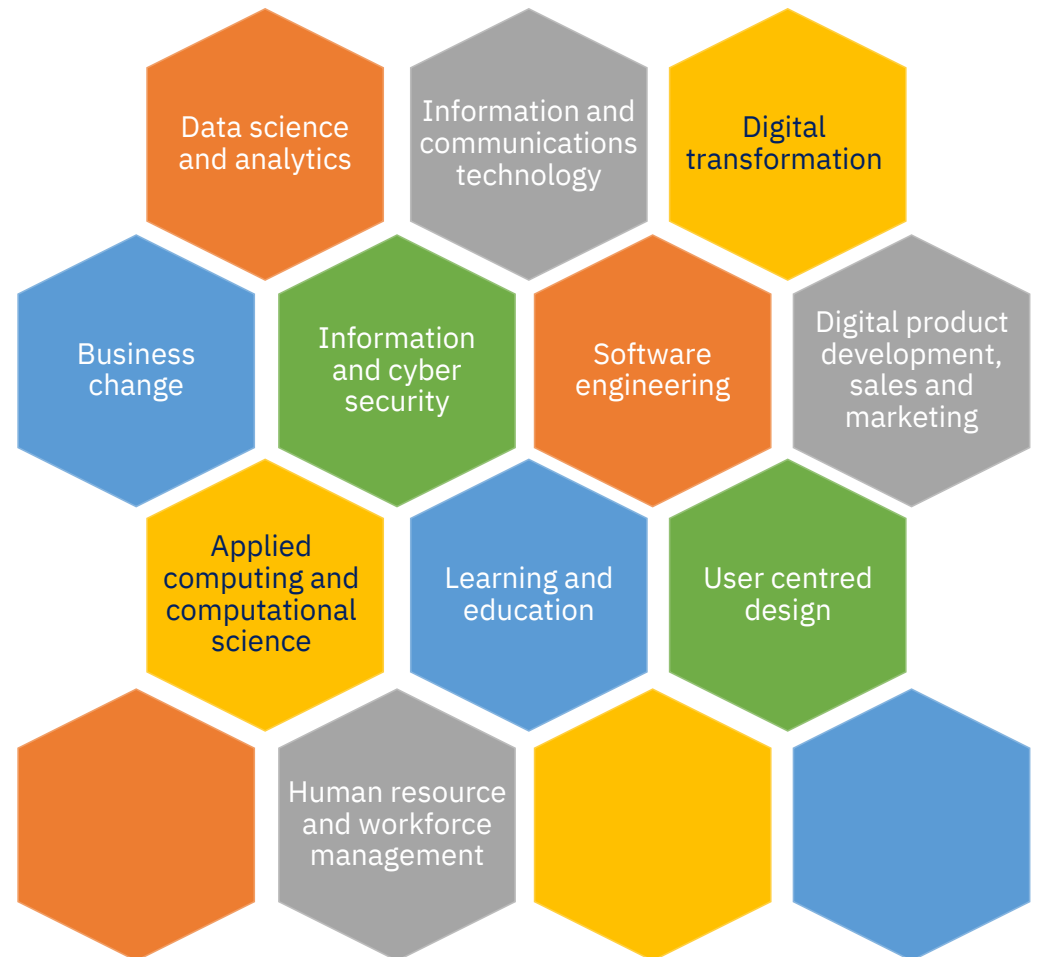 Data science
and analytics
Information and
communications
technology
Digital
transformation
Business
change
Information
and cyber
security
Software
engineering
Digital product
development,
sales and
marketing
Applied
computing and
computational
science
Learning and
education
User centred
design
Human resource
and workforce
management